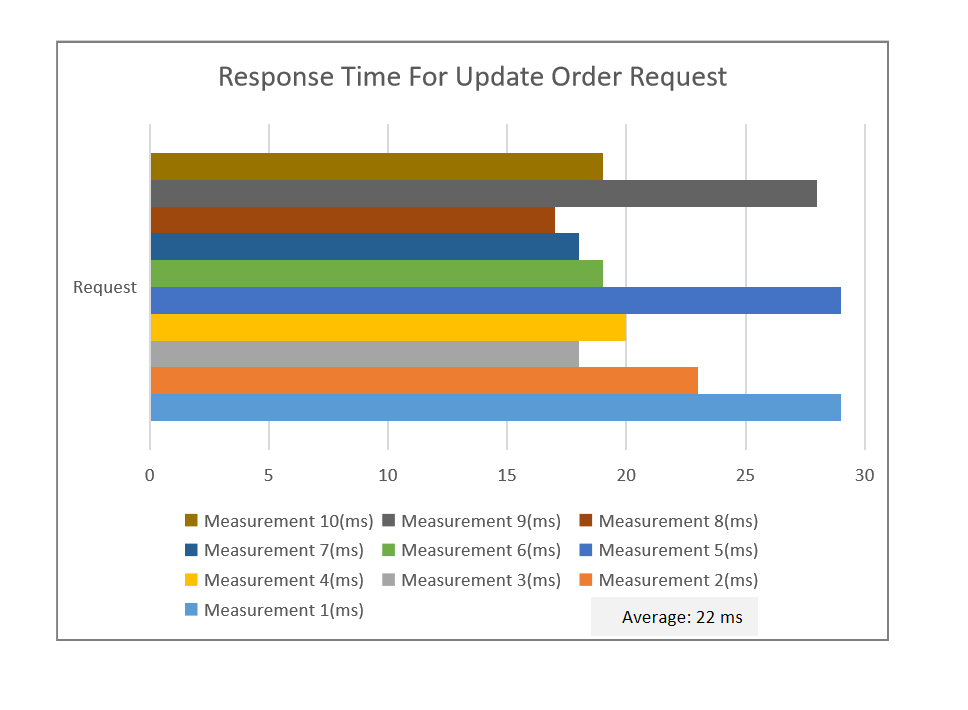 Response Time For Update Order Request
Request
0 5 10 15 20 25 30
Measurement 10(ms) Measurement 9(ms) Measurement 8(ms)
Measurement 7(ms) Measurement 6(ms) Measurement 5(ms)
Measurement 4(ms) Measurement 3(ms) Measurement 2(ms)
Measurement 1(ms)
Average: 22 ms